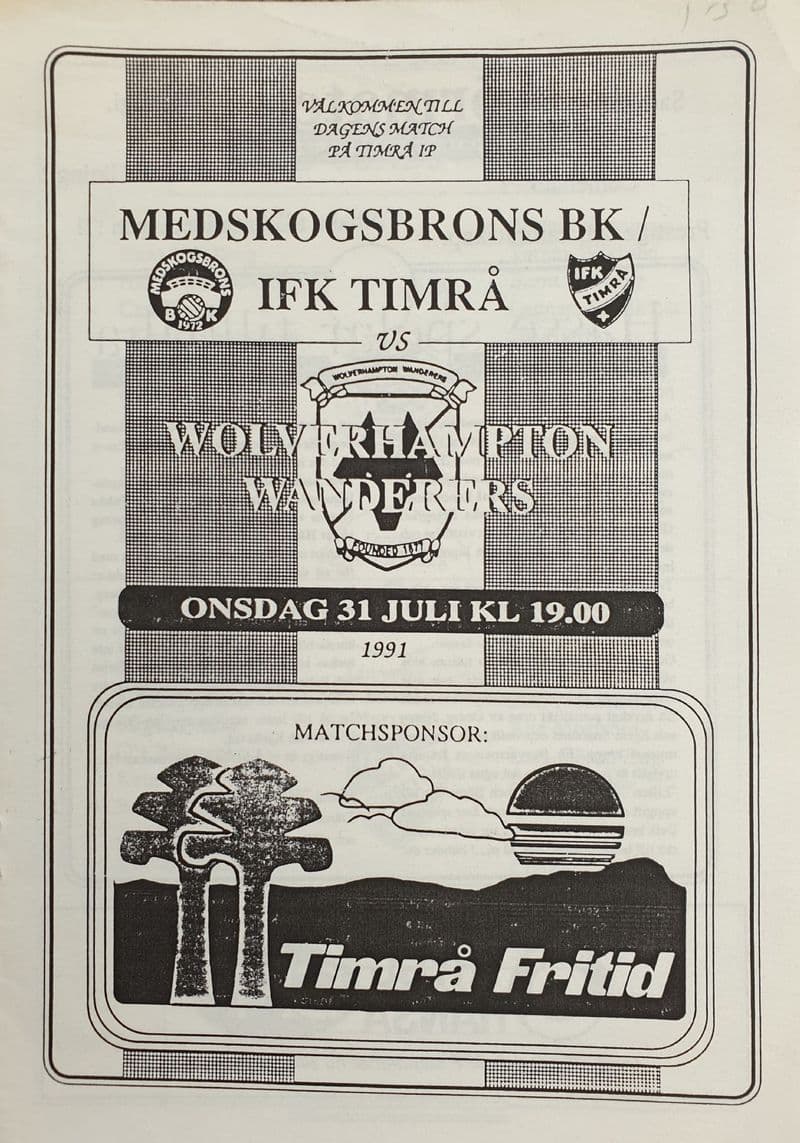 VÄLKOMMEN TILL
DAGENS MATCH
PÅ TIMRÅ IP
MEDSKOGSBRONS BK /
IFK TIMRÅ
MEDSKOGSBRONS
B K
1972
IFK
TIMRÅ
VS
WOLVERHAMPTON WANDERERS
WOLVERHAMPTON
WANDERERS
FOUNDED 1877
ONSDAG 31 JULI KL 19.00
1991
MATCHSPONSOR:
Timrå Fritid